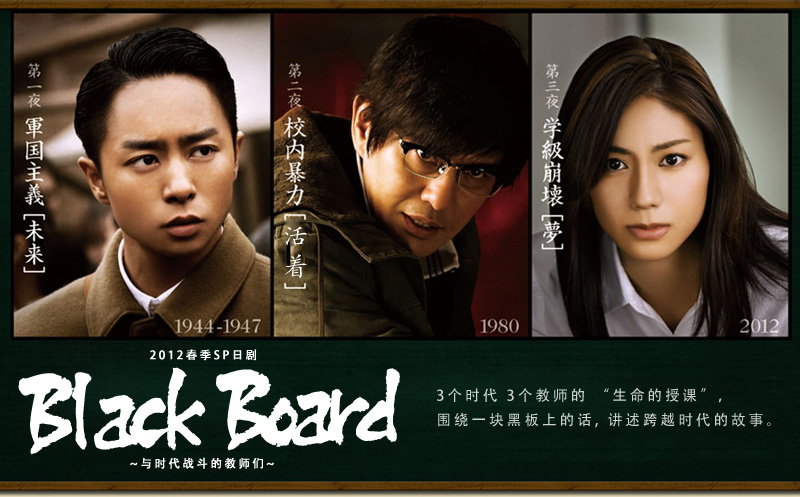 第一夜
軍国主義[未来]
1944-1947
第二夜
校内暴力[活着]
1980
第三夜
学級崩壊[夢]
2012
2012春季SP日剧
Black Board
~与时代战斗的教师们~
3个时代 3个教师的 “生命的授课”,
围绕一块黑板上的话, 讲述跨越时代的故事。